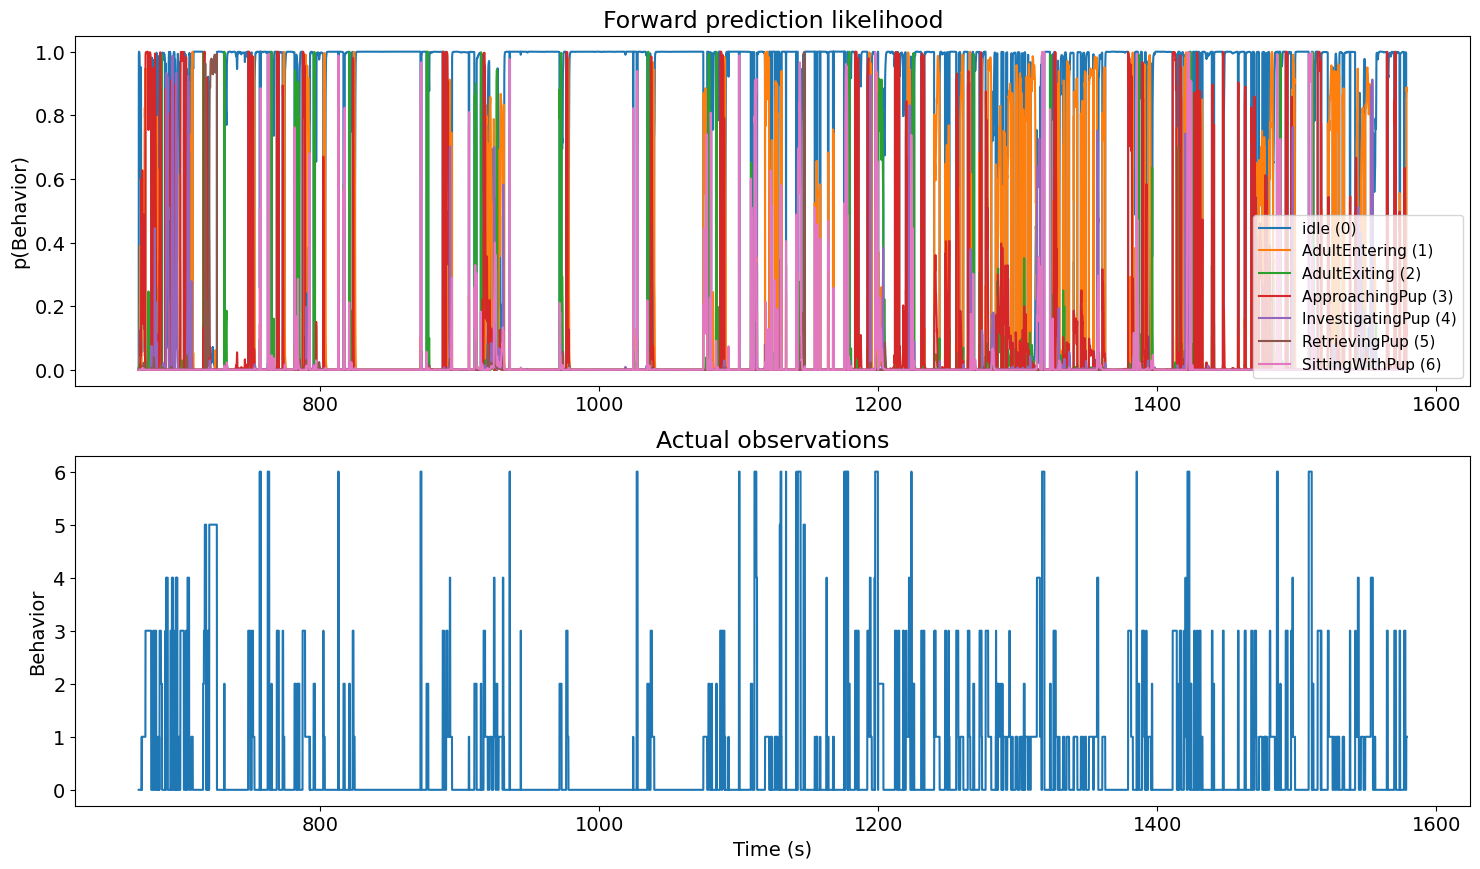 Forward prediction likelihood
p(Behavior)
1.0
0.8
0.6
0.4
0.2
0.0
idle (0)
AdultEntering (1)
AdultExiting (2)
ApproachingPup (3)
InvestigatingPup (4)
RetrievingPup (5)
SittingWithPup (6)
800 1000 1200 1400 1600
Actual observations
Behavior
6
5
4
3
2
1
0
800 1000 1200 1400 1600
Time (s)